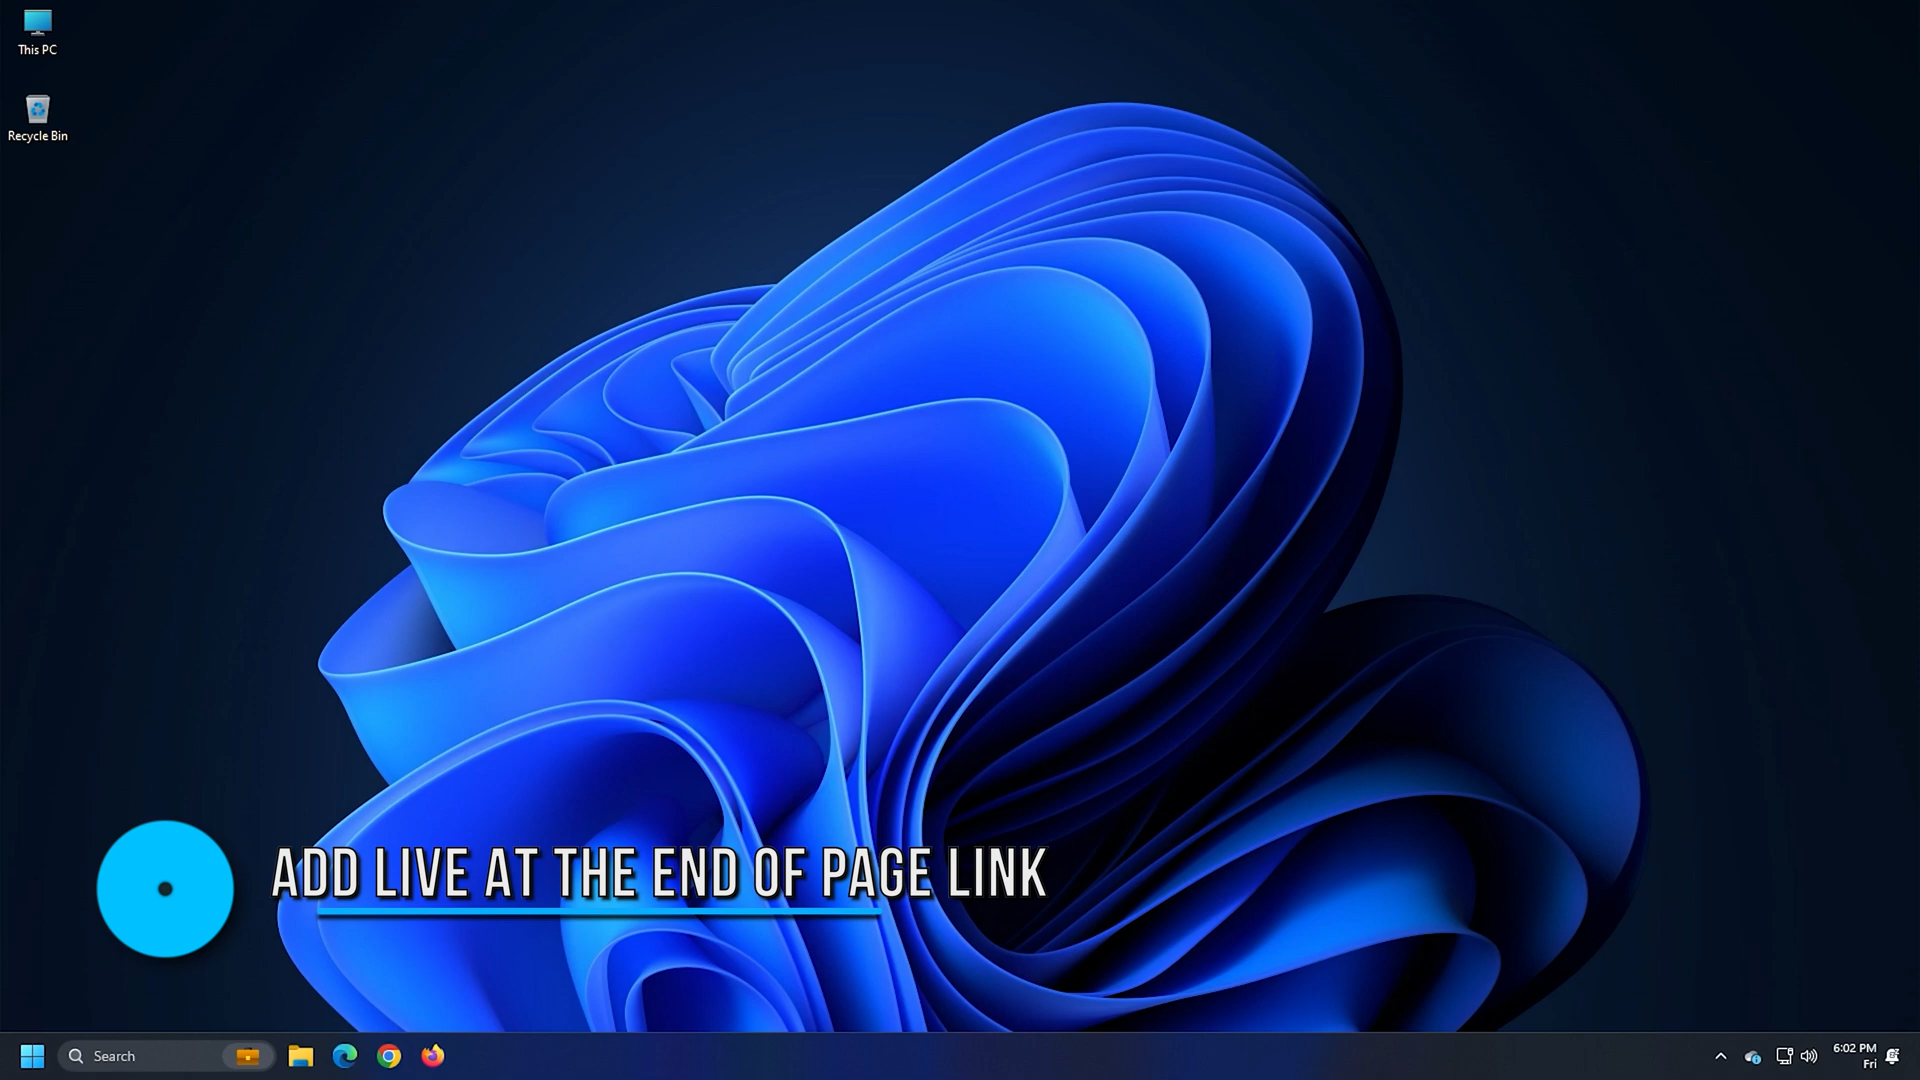 This PC
Recycle Bin
ADD LIVE AT THE END OF PAGE LINK
Search
6:02 PM
Fri